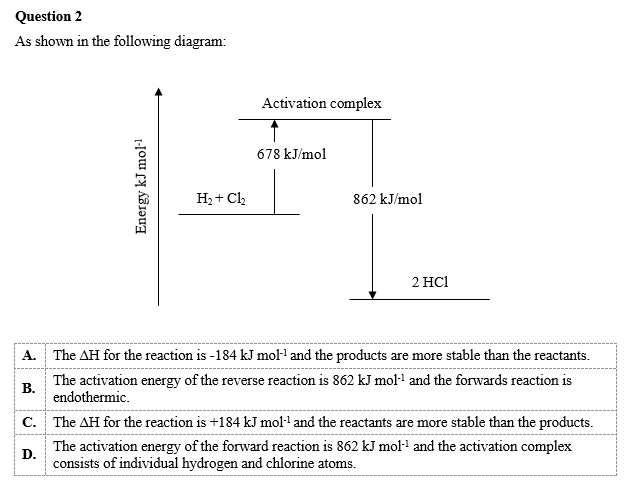 Question 2
As shown in the following diagram:
Activation complex
678 kJ/mol
Energy kJ mol⁻¹
H₂ + Cl₂
862 kJ/mol
2 HCl
A. The ΔH for the reaction is -184 kJ mol⁻¹ and the products are more stable than the reactants.
B. The activation energy of the reverse reaction is 862 kJ mol⁻¹ and the forwards reaction is
endothermic.
C. The ΔH for the reaction is +184 kJ mol⁻¹ and the reactants are more stable than the products.
D. The activation energy of the forward reaction is 862 kJ mol⁻¹ and the activation complex
consists of individual hydrogen and chlorine atoms.